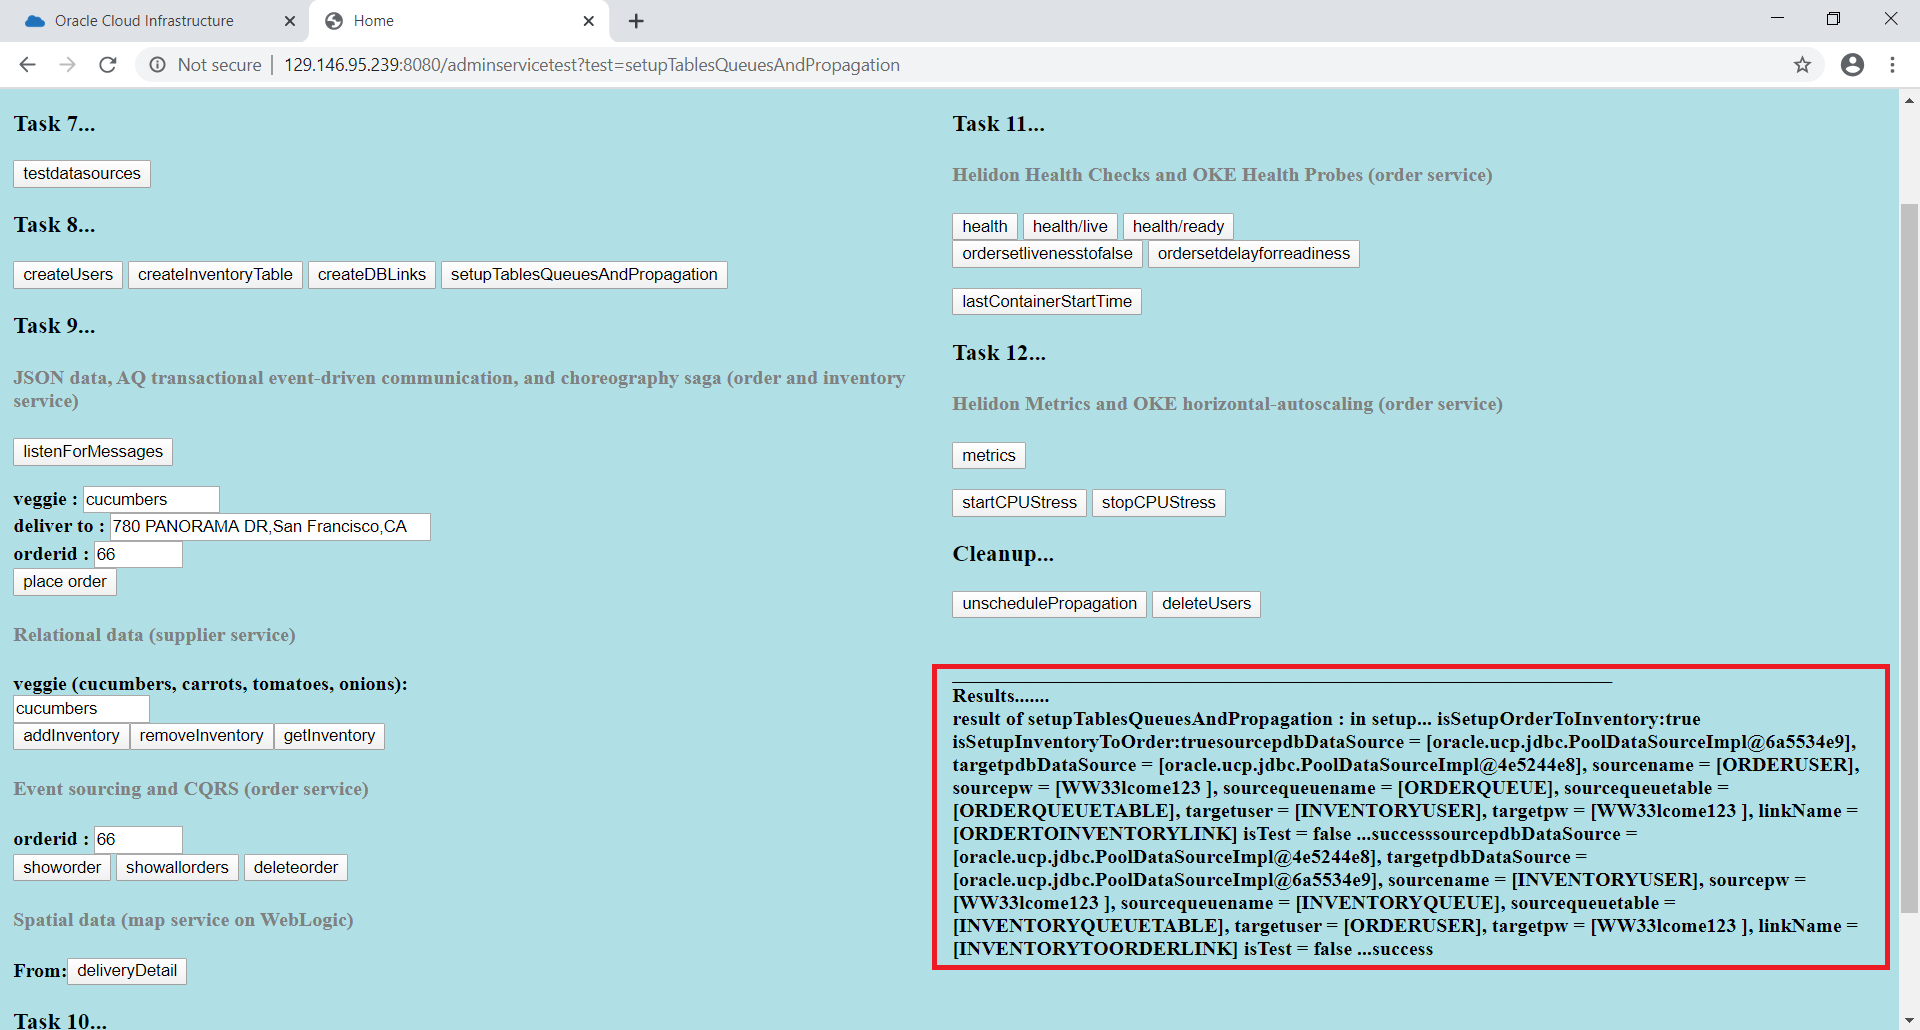 Oracle Cloud Infrastructure
Home
Not secure | 129.146.95.239:8080/adminservicetest?test=setupTablesQueuesAndPropagation
Task 7...
testdatasources
Task 8...
createUsers createInventoryTable createDBLinks setupTablesQueuesAndPropagation
Task 9...
JSON data, AQ transactional event-driven communication, and choreography saga (order and inventory
service)
listenForMessages
veggie : cucumbers
deliver to : 780 PANORAMA DR,San Francisco,CA
orderid : 66
place order
Relational data (supplier service)
veggie (cucumbers, carrots, tomatoes, onions):
cucumbers
addInventory removeInventory getInventory
Event sourcing and CQRS (order service)
orderid : 66
showorder showallorders deleteorder
Spatial data (map service on WebLogic)
From: deliveryDetail
Task 10...
Task 11...
Helidon Health Checks and OKE Health Probes (order service)
health health/live health/ready
ordersetlivenesstofalse ordersetdelayforreadiness
lastContainerStartTime
Task 12...
Helidon Metrics and OKE horizontal-autoscaling (order service)
metrics
startCPUStress stopCPUStress
Cleanup...
unschedulePropagation deleteUsers
Results.......
result of setupTablesQueuesAndPropagation : in setup... isSetupOrderToInventory:true
isSetupInventoryToOrder:truesourcepdbDataSource = [oracle.ucp.jdbc.PoolDataSourceImpl@6a5534e9],
targetpdbDataSource = [oracle.ucp.jdbc.PoolDataSourceImpl@4e5244e8], sourcename = [ORDERUSER],
sourcepw = [WW33lcome123 ], sourcequeuename = [ORDERQUEUE], sourcequeuetable =
[ORDERQUEUETABLE], targetuser = [INVENTORYUSER], targetpw = [WW33lcome123 ], linkName =
[ORDERTOINVENTORYLINK] isTest = false ...successsourcepdbDataSource =
[oracle.ucp.jdbc.PoolDataSourceImpl@4e5244e8], targetpdbDataSource =
[oracle.ucp.jdbc.PoolDataSourceImpl@6a5534e9], sourcename = [INVENTORYUSER], sourcepw =
[WW33lcome123 ], sourcequeuename = [INVENTORYQUEUE], sourcequeuetable =
[INVENTORYQUEUETABLE], targetuser = [ORDERUSER], targetpw = [WW33lcome123 ], linkName =
[INVENTORYTOORDERLINK] isTest = false ...success